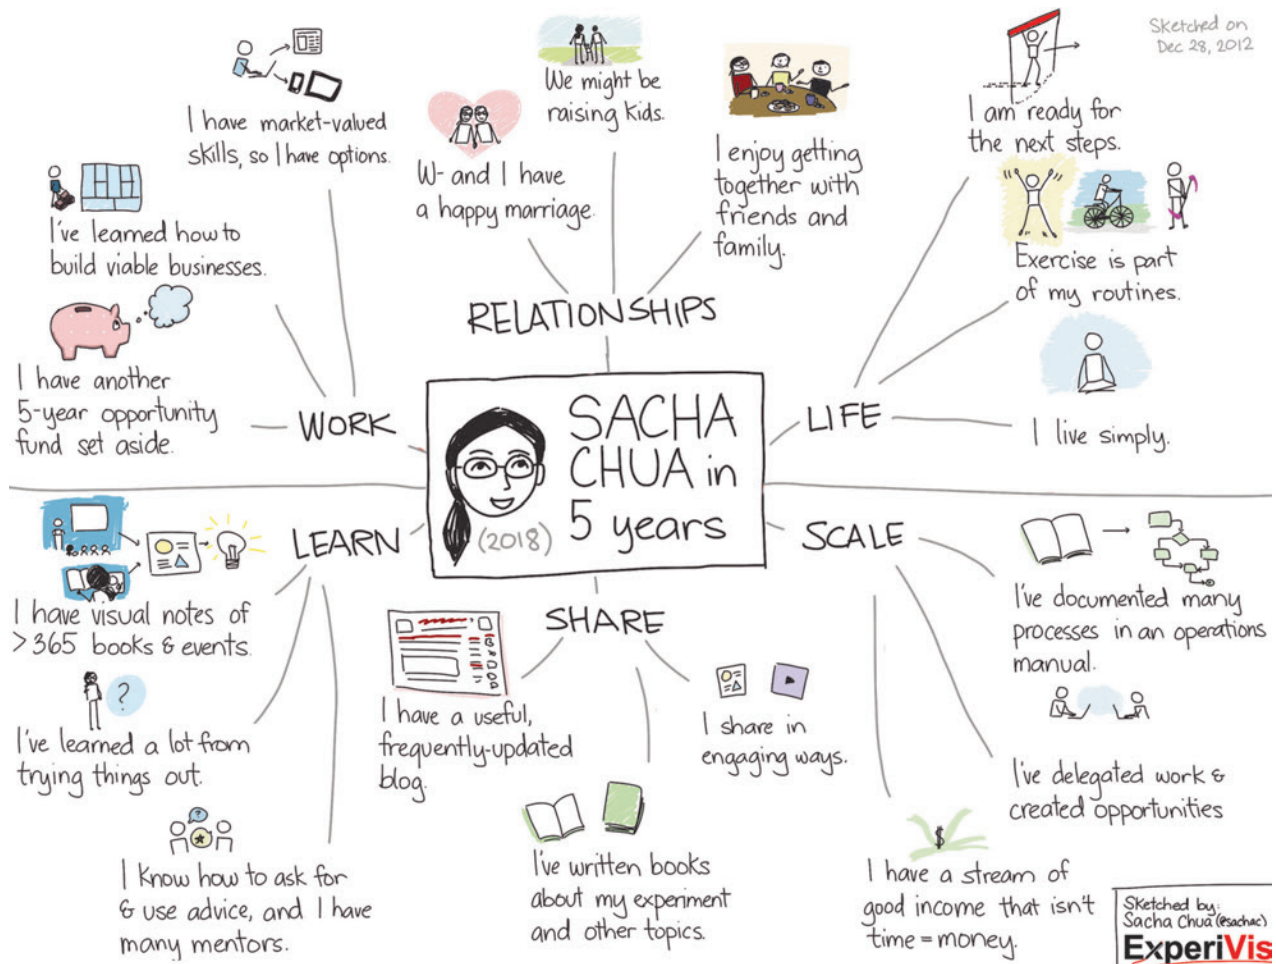 Sketched on
Dec 28, 2012
SACHA
CHUA in
5 years
(2018)
WORK
I have market-valued
skills, so I have options.
I've learned how to
build viable businesses.
I have another
5-year opportunity
fund set aside.
RELATIONSHIPS
W- and I have
a happy marriage.
We might be
raising kids.
I enjoy getting
together with
friends and
family.
LIFE
I am ready for
the next steps.
Exercise is part
of my routines.
I live simply.
LEARN
I have visual notes of
>365 books & events.
?
I've learned a lot from
trying things out.
?
I know how to ask for
& use advice, and I have
many mentors.
SHARE
I have a useful,
frequently-updated
blog.
I've written books
about my experiment
and other topics.
I share in
engaging ways.
SCALE
I've documented many
processes in an operations
manual.
I've delegated work &
created opportunities
$
I have a stream of
good income that isn't
time = money.
Sketched by:
Sacha Chua (@sachac)
ExperiVis